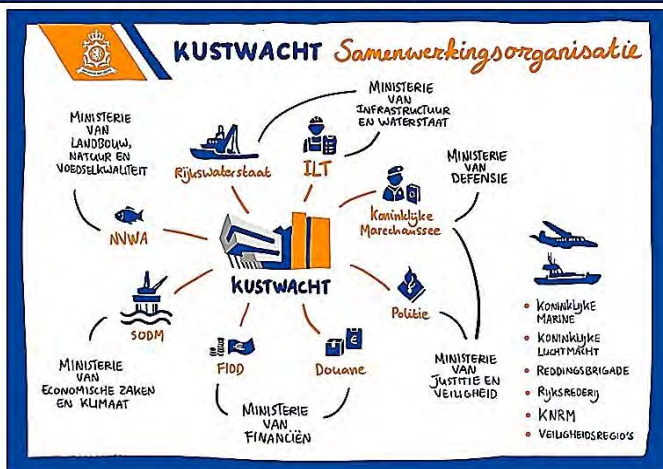 KUSTWACHT Samenwerkingsorganisatie
MINISTERIE
VAN
INFRASTRUCTUUR
EN WATERSTAAT
MINISTERIE
VAN
LANDBOUW,
NATUUR EN
VOEDSELKWALITEIT
Rijkswaterstaat
ILT
MINISTERIE
VAN
DEFENSIE
Koninklijke
Marechaussee
NVWA
KUSTWACHT
SODM
Politie
FIOD
Douane
MINISTERIE
VAN
ECONOMISCHE ZAKEN
EN KLIMAAT
MINISTERIE
VAN
FINANCIËN
MINISTERIE
VAN
JUSTITIE EN
VEILIGHEID
• KONINKLIJKE
MARINE
• KONINKLIJKE
LUCHTMACHT
• REDDINGSBRIGADE
• RIJKSREDERIJ
• KNRM
• VEILIGHEIDSREGIO'S